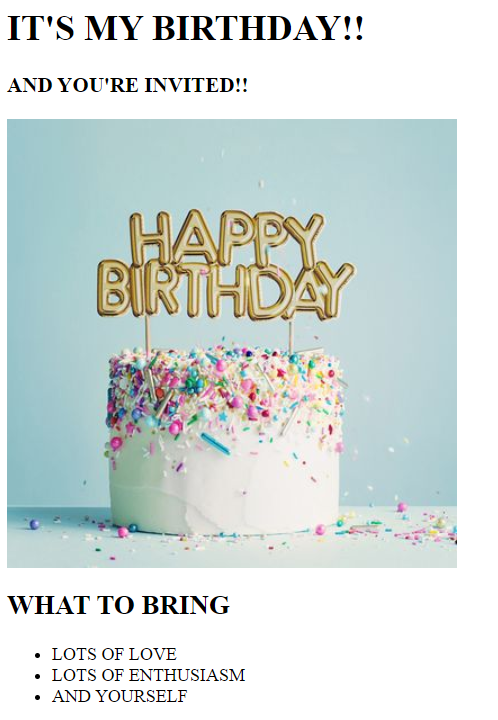 IT'S MY BIRTHDAY!!
AND YOU'RE INVITED!!
HAPPY
BIRTHDAY
WHAT TO BRING
LOTS OF LOVE
LOTS OF ENTHUSIASM
AND YOURSELF